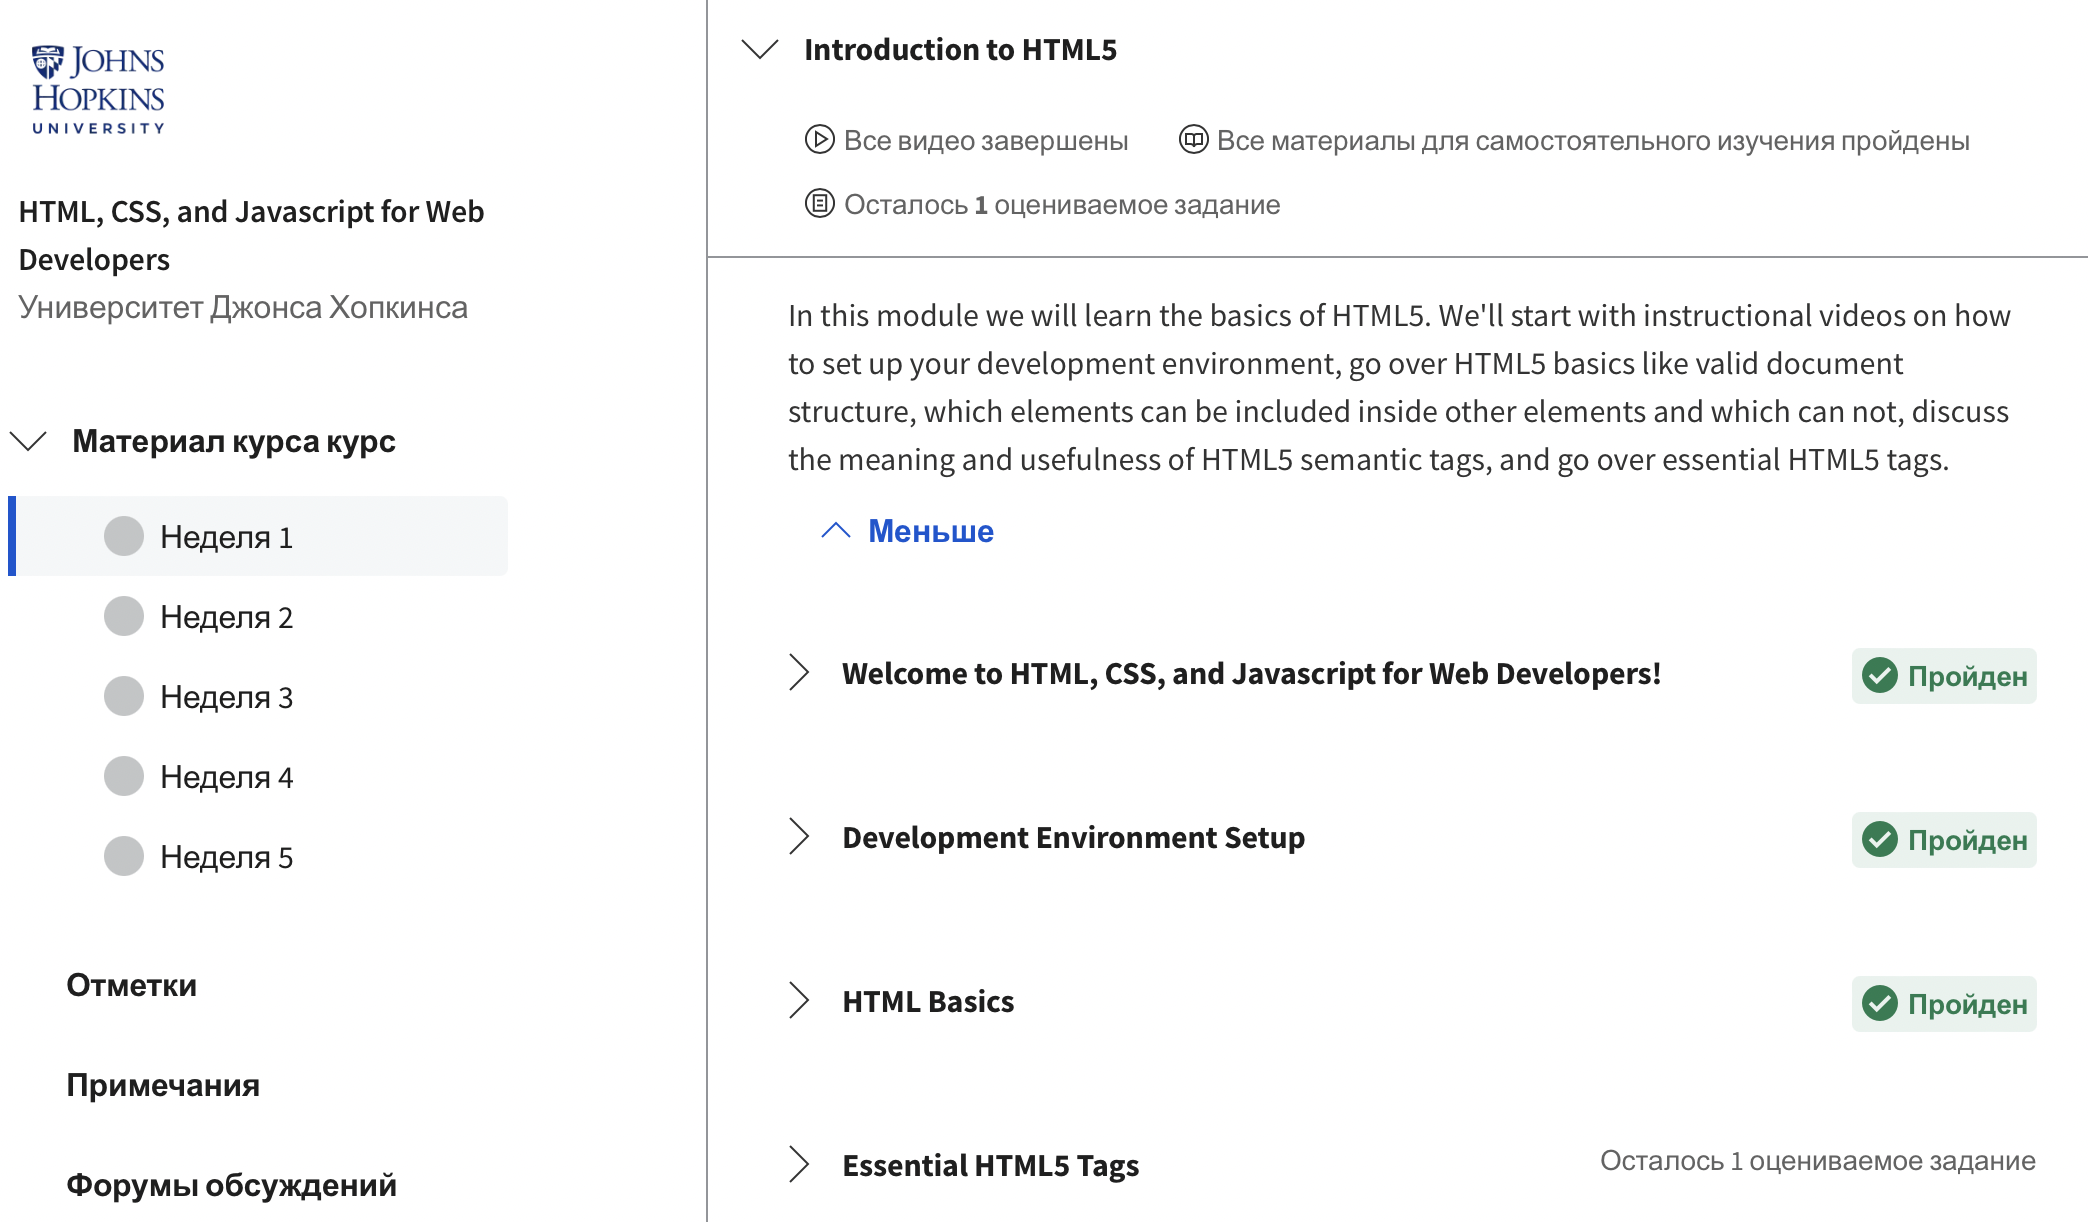 JOHNS
HOPKINS
UNIVERSITY
HTML, CSS, and Javascript for Web
Developers
Университет Джонса Хопкинса
Материал курса курс
Неделя 1
Неделя 2
Неделя 3
Неделя 4
Неделя 5
Отметки
Примечания
Форумы обсуждений
Introduction to HTML5
Все видео завершены Все материалы для самостоятельного изучения пройдены
Осталось 1 оцениваемое задание
In this module we will learn the basics of HTML5. We'll start with instructional videos on how
to set up your development environment, go over HTML5 basics like valid document
structure, which elements can be included inside other elements and which can not, discuss
the meaning and usefulness of HTML5 semantic tags, and go over essential HTML5 tags.
Меньше
Welcome to HTML, CSS, and Javascript for Web Developers! Пройден
Development Environment Setup Пройден
HTML Basics Пройден
Essential HTML5 Tags Осталось 1 оцениваемое задание